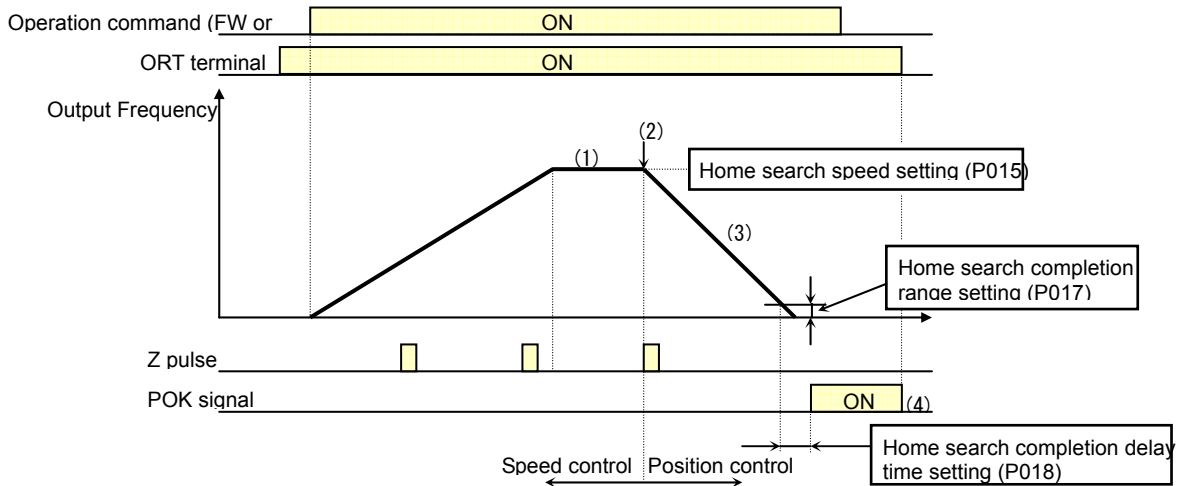 Operation command (FW or
ON
ORT terminal
ON
Output Frequency
(2)
(1)
Home search speed setting (P015)
(3)
Home search completion
range setting (P017)
Z pulse
POK signal
ON
(4)
Home search completion delay
time setting (P018)
Speed control
Position control